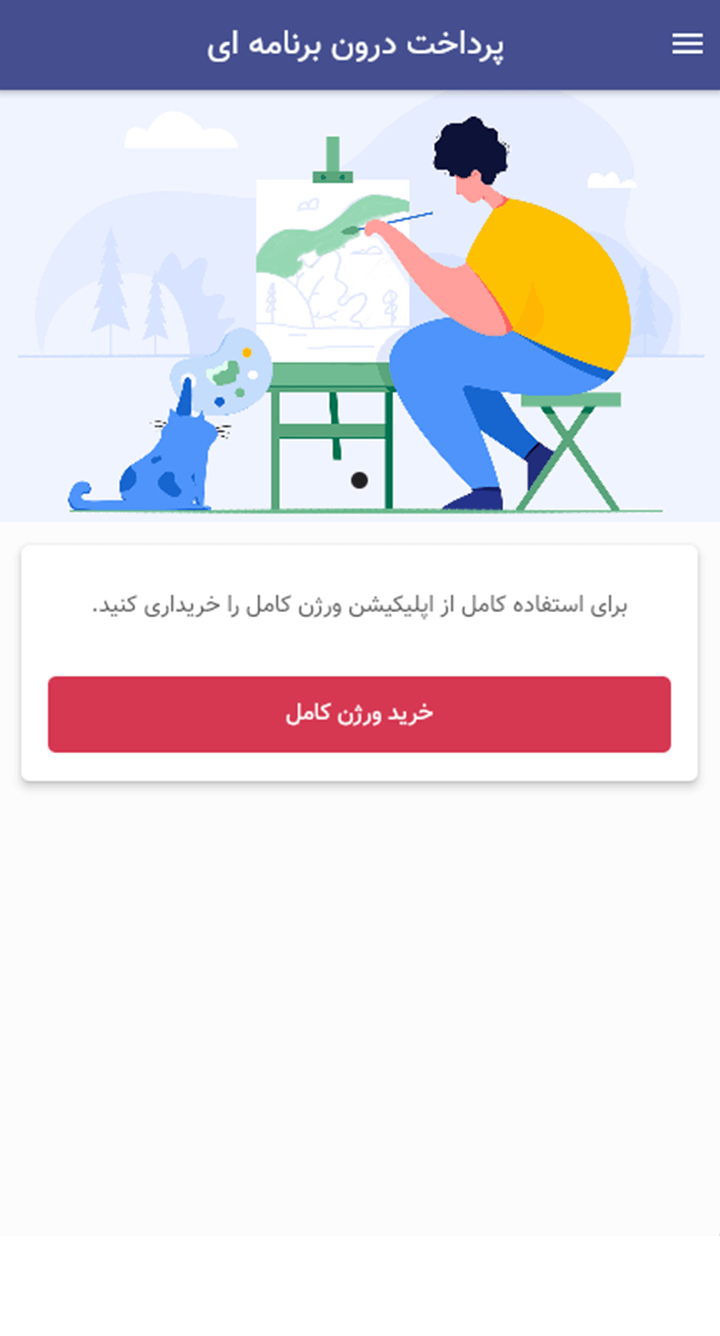 پرداخت درون برنامه ای
برای استفاده کامل از اپلیکیشن ورژن کامل را خریداری کنید.
خرید ورژن کامل